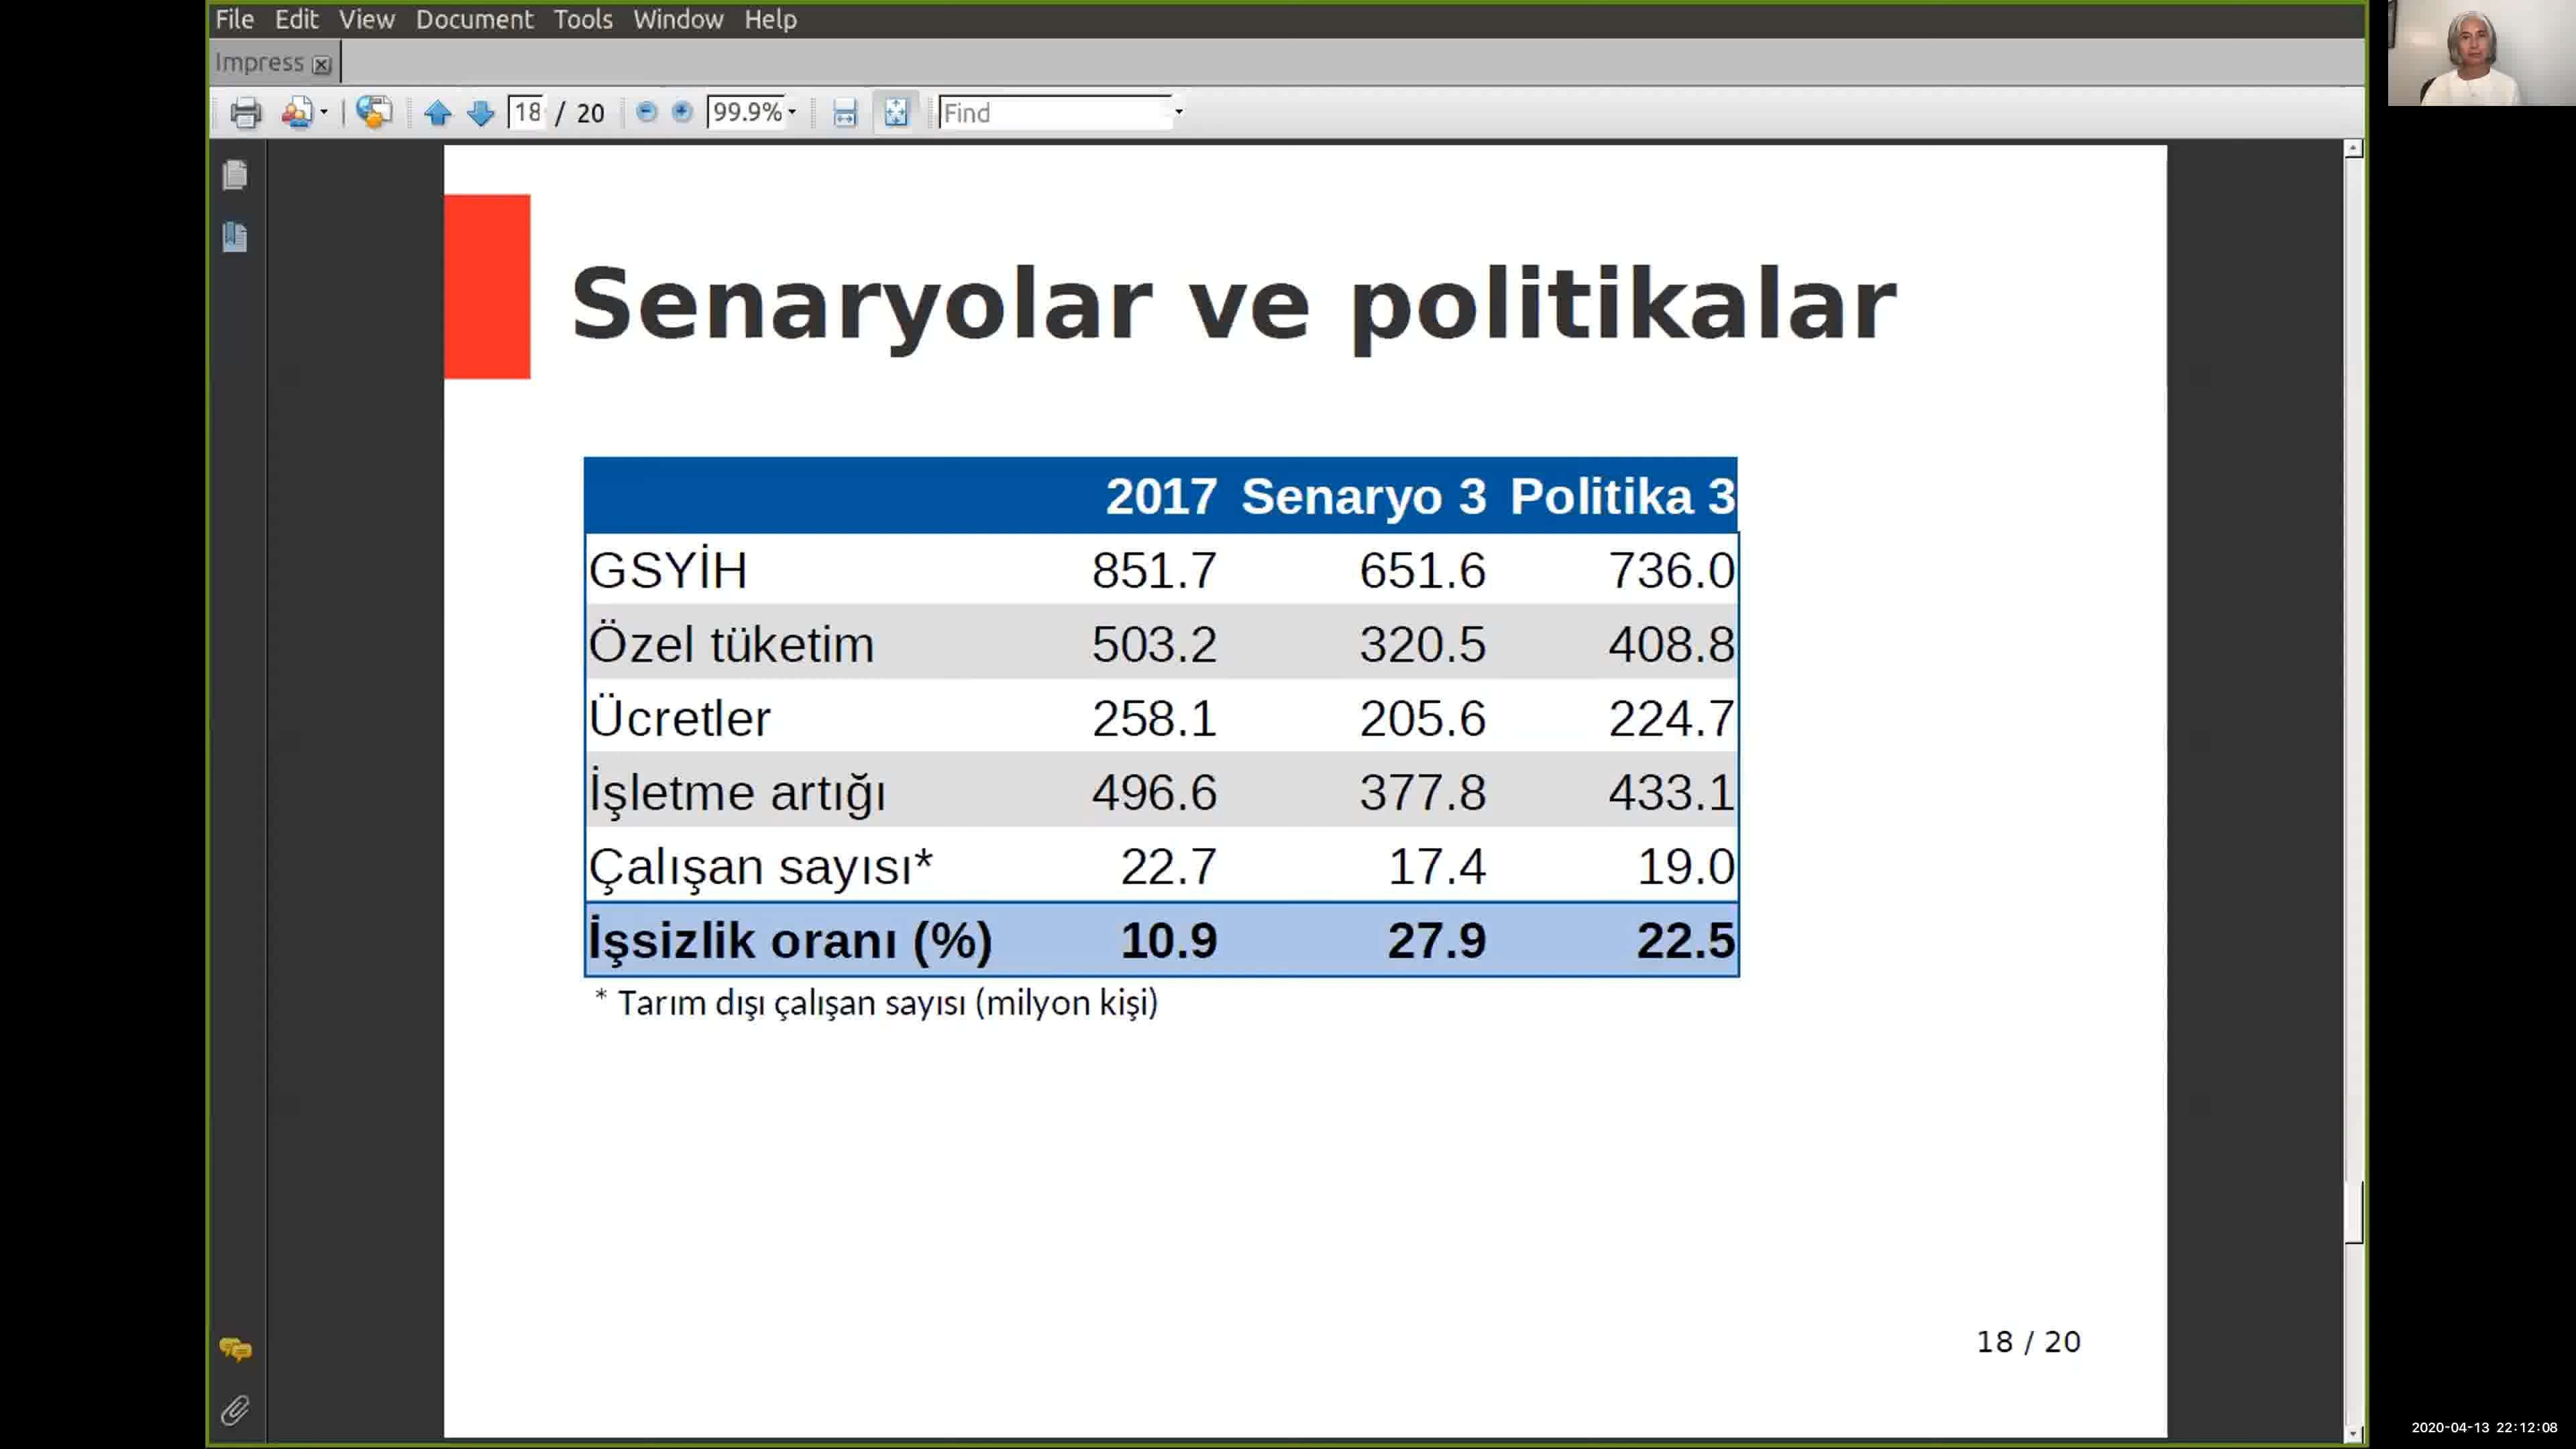 File Edit View Document Tools Window Help
Impress
18 / 20 99.9% Find
Senaryolar ve politikalar
2017 Senaryo 3 Politika 3
GSYİH 851.7 651.6 736.0
Özel tüketim 503.2 320.5 408.8
Ücretler 258.1 205.6 224.7
İşletme artığı 496.6 377.8 433.1
Çalışan sayısı* 22.7 17.4 19.0
İşsizlik oranı (%) 10.9 27.9 22.5
* Tarım dışı çalışan sayısı (milyon kişi)
18 / 20
2020-04-13 22:12:08